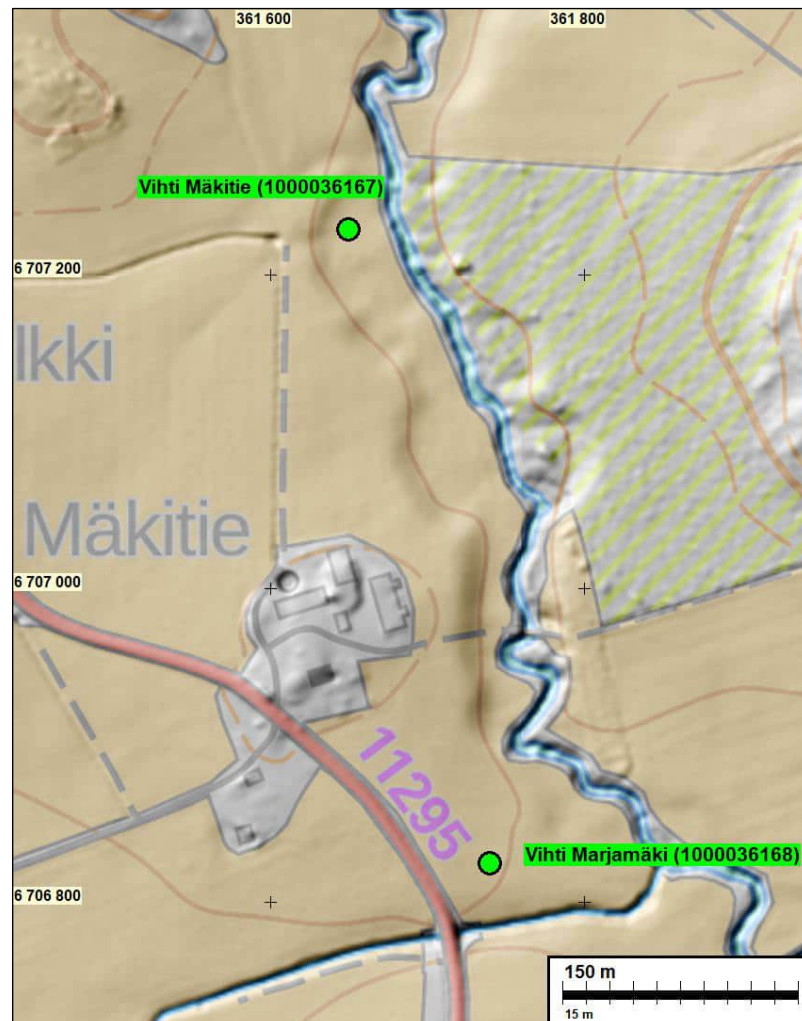 361 600
361 800
Vihti Mäkitie (1000036167)
6 707 200
lkki
Mäkitie
6 707 000
11295
Vihti Marjamäki (1000036168)
6 706 800
150 m
15 m